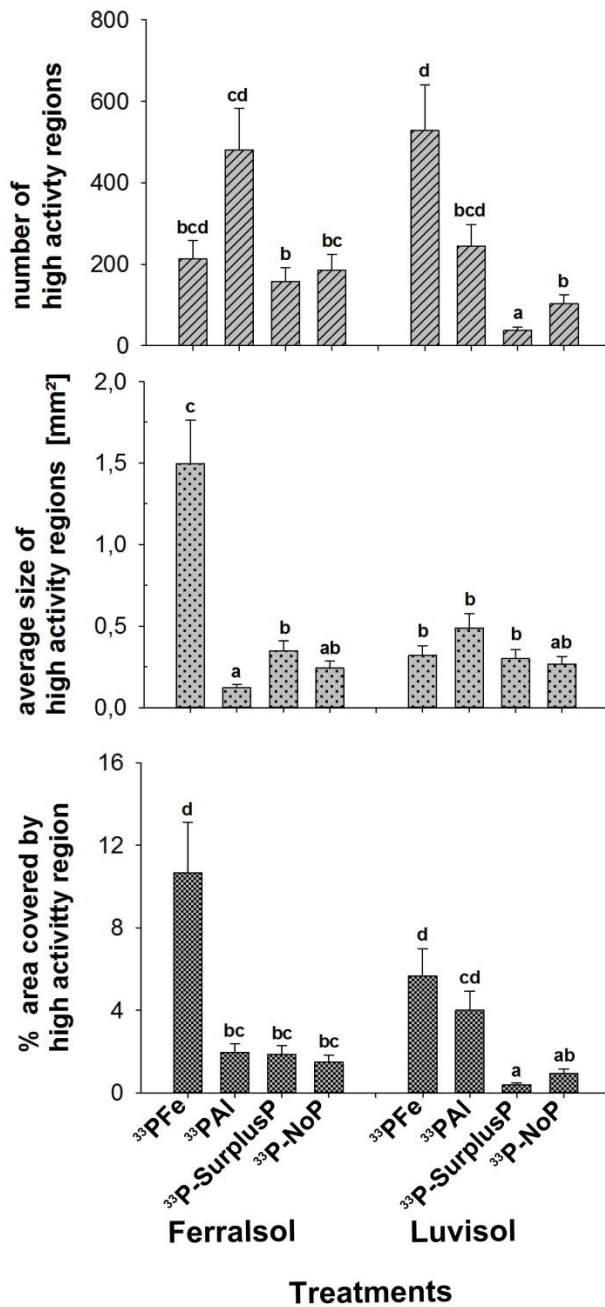 number of
high activty regions
800
600
400
200
0
bcd
cd
b
bc
d
bcd
a
b
average size of
high activity regions [mm²]
2,0
1,5
1,0
0,5
0,0
c
a
b
ab
b
b
b
ab
% area covered by
high activitty region
16
12
8
4
0
d
bc
bc
bc
d
cd
a
ab
³³PFe
³³PAl
³³P-SurplusP
³³P-NoP
³³PFe
³³PAl
³³P-SurplusP
³³P-NoP
Ferralsol
Luvisol
Treatments